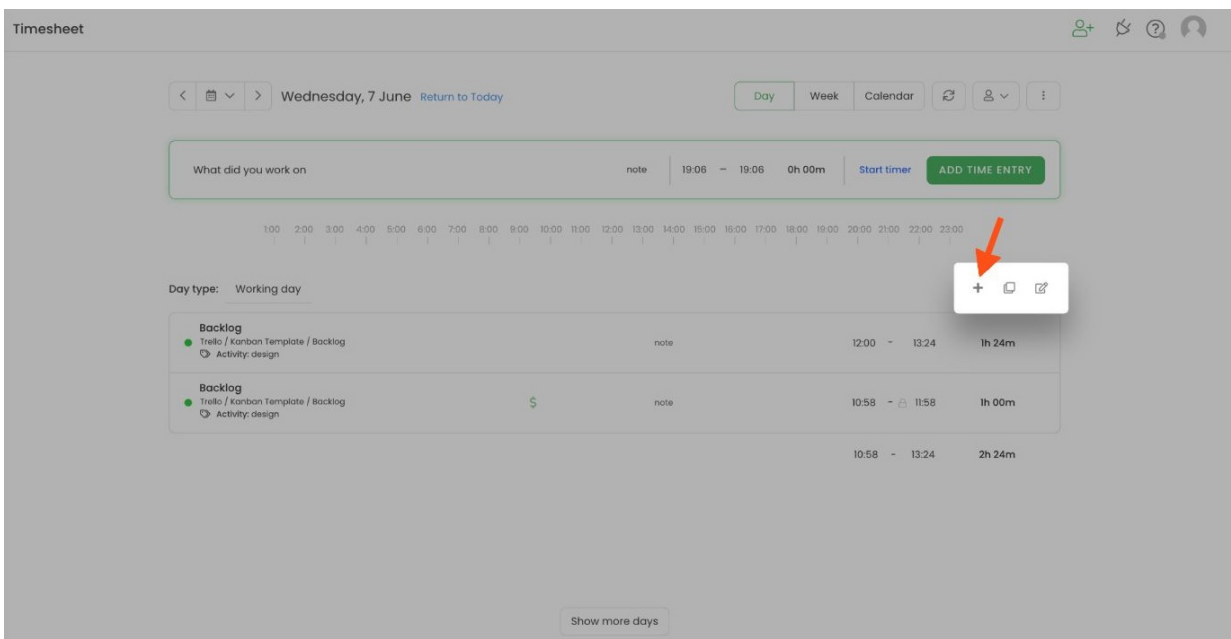 Timesheet
Wednesday, 7 June Return to Today
Day Week Calendar
What did you work on note 19:06 – 19:06 0h 00m Start timer ADD TIME ENTRY
1:00 2:00 3:00 4:00 5:00 6:00 7:00 8:00 9:00 10:00 11:00 12:00 13:00 14:00 15:00 16:00 17:00 18:00 19:00 20:00 21:00 22:00 23:00
Day type: Working day
Backlog
Trello / Kanban Template / Backlog note 12:00 - 13:24 1h 24m
Activity: design
Backlog
Trello / Kanban Template / Backlog $ note 10:58 - 11:58 1h 00m
Activity: design
10:58 - 13:24 2h 24m
Show more days